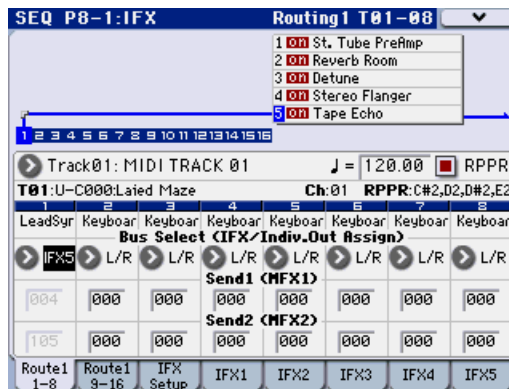 SEQ P8-1:IFX Routing1 T01-08
1 on St. Tube PreAmp
2 on Reverb Room
3 on Detune
4 on Stereo Flanger
5 on Tape Echo
1 2 3 4 5 6 7 8 9 10 11 12 13 14 15 16
Track01: MIDI TRACK 01 ♩= 120.00 RPPR
T01:U-C000:Laied Maze Ch:01 RPPR:C#2,D2,D#2,E2
1 2 3 4 5 6 7 8
LeadSyr Keyboar Keyboar Keyboar Keyboar Keyboar Keyboar Keyboar
Bus Select (IFX/Indiv.Out Assign)
IFX5 L/R L/R L/R L/R L/R L/R L/R
Send1 (MFX1)
004 000 000 000 000 000 000 000
Send2 (MFX2)
105 000 000 000 000 000 000 000
Route1 1-8 Route1 9-16 IFX Setup IFX1 IFX2 IFX3 IFX4 IFX5